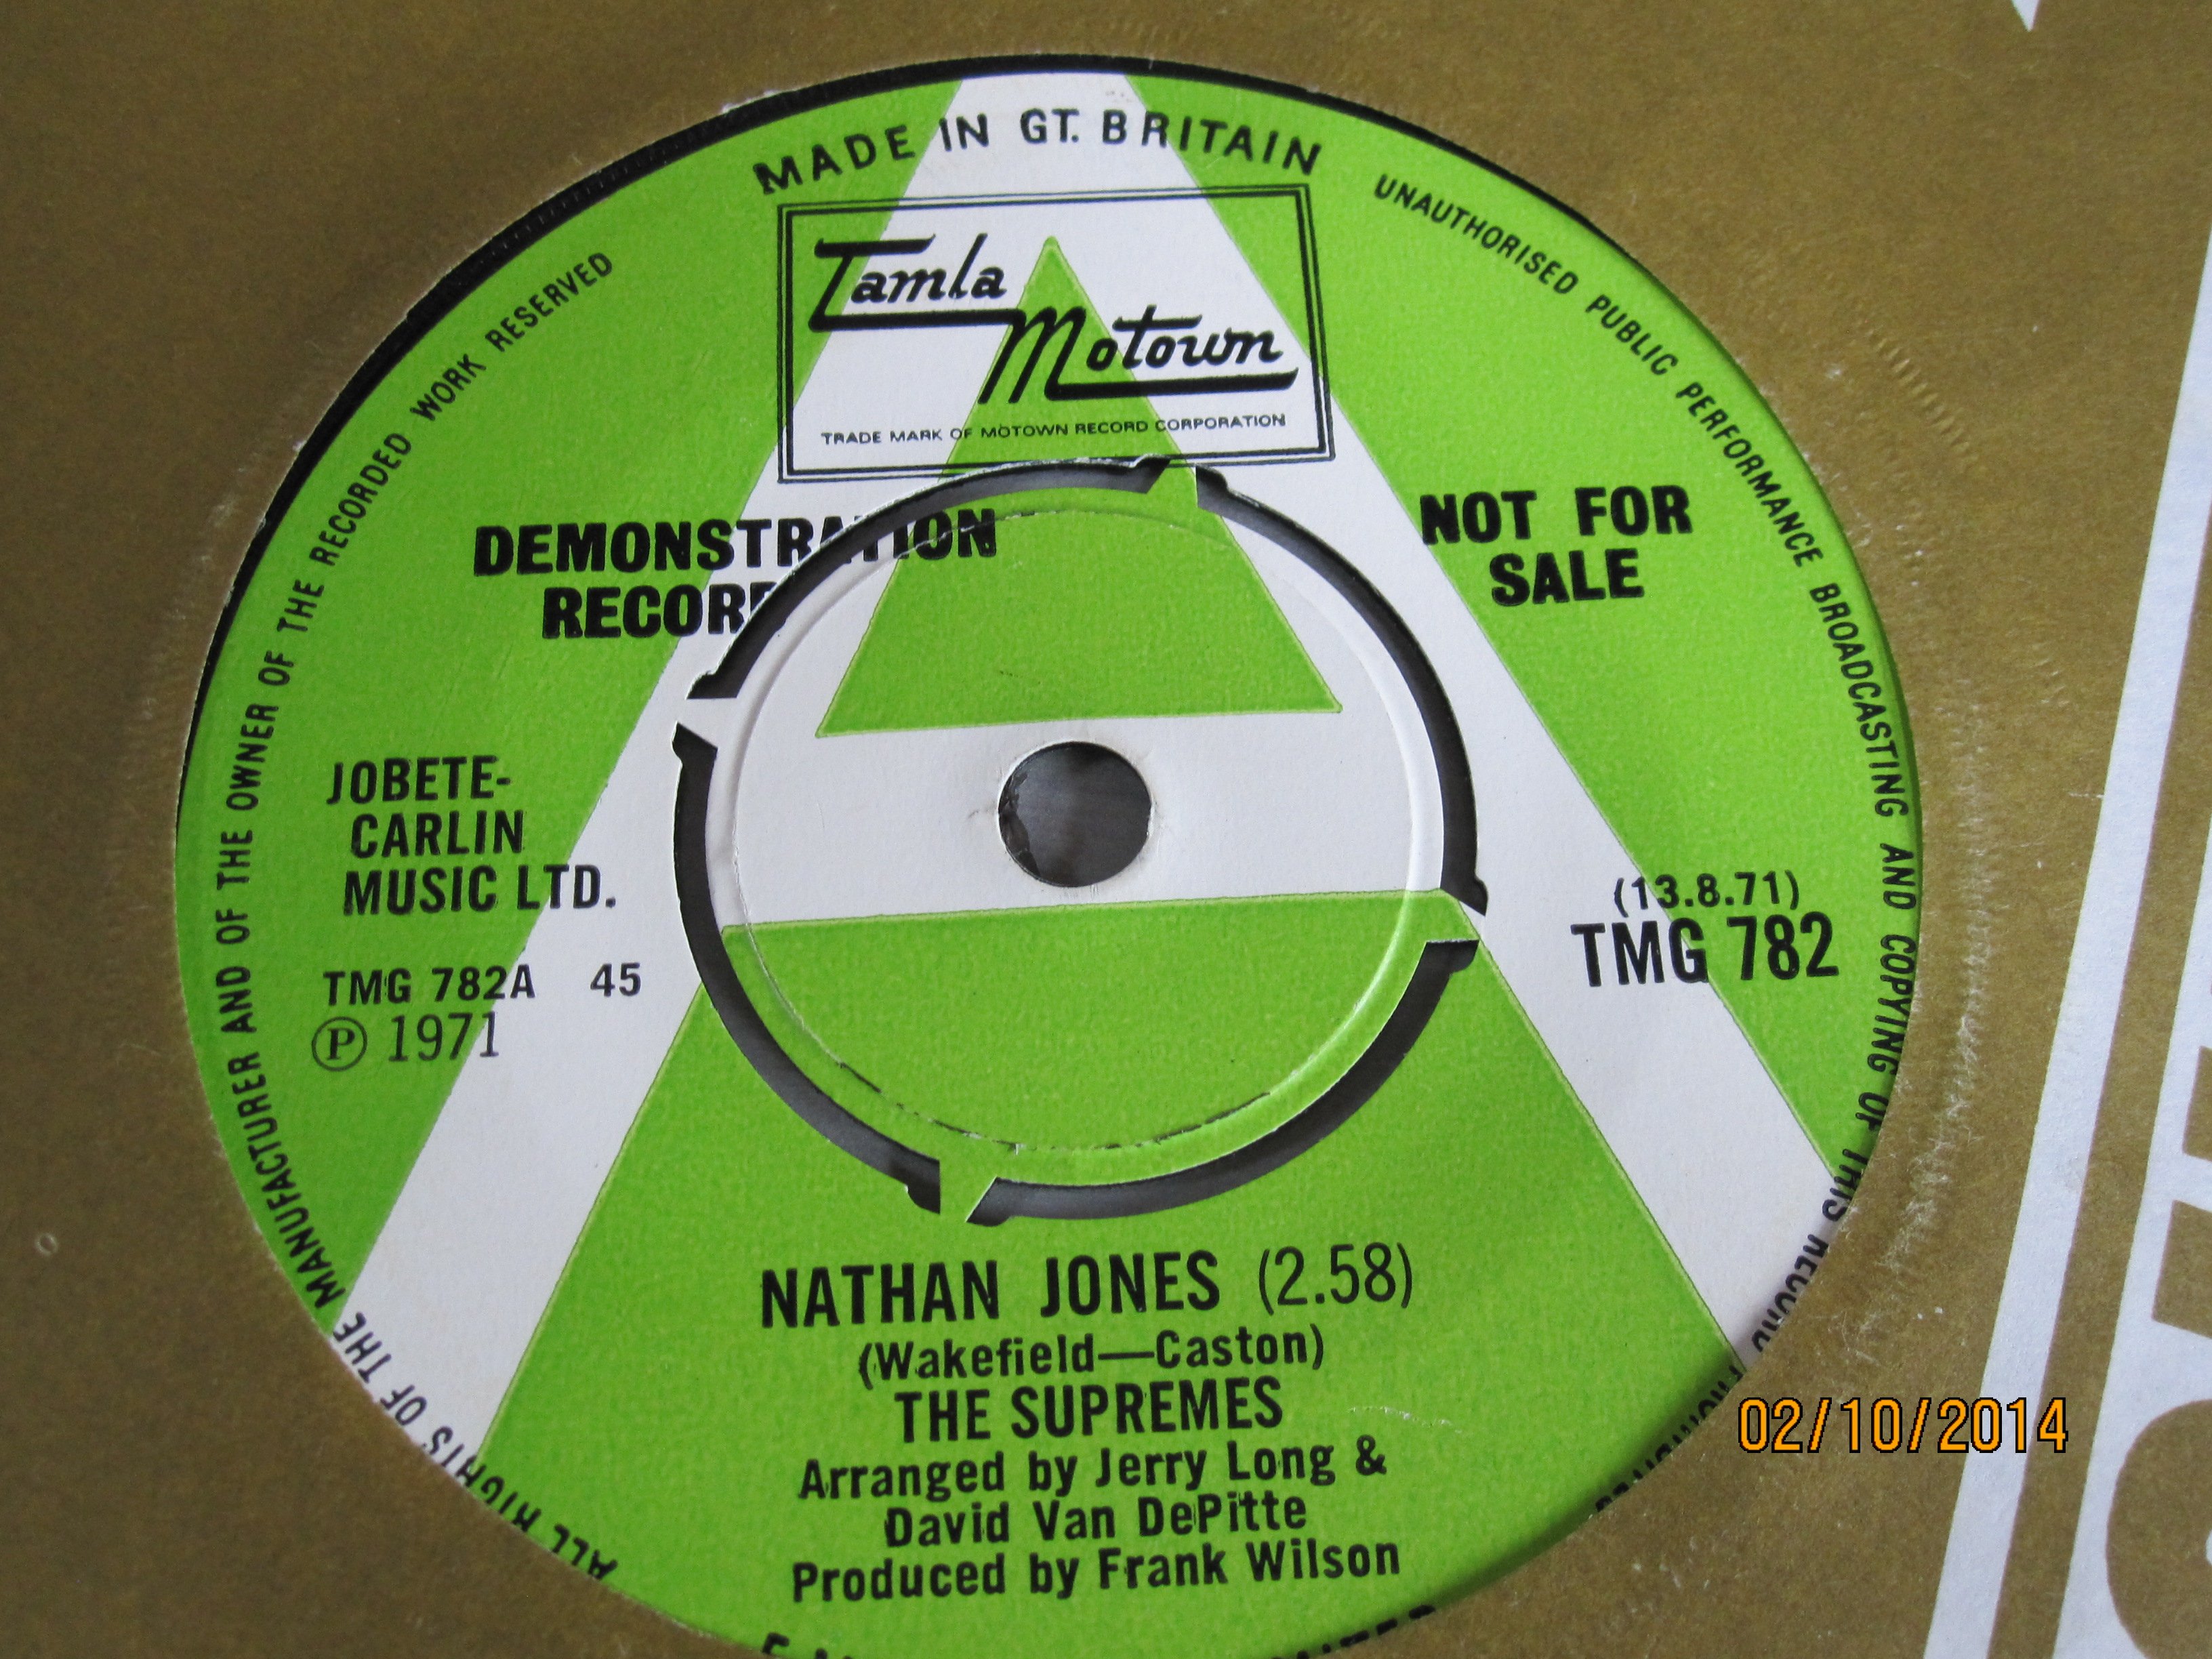 MADE IN GT. BRITAIN
UNAUTHORISED PUBLIC PERFORMANCE BROADCASTING AND COPYING OF THIS RECORD PROHIBITED
ALL RIGHTS OF THE MANUFACTURER AND OF THE OWNER OF THE RECORDED WORK RESERVED
Tamla
Motown
TRADE MARK OF MOTOWN RECORD CORPORATION
DEMONSTRATION
RECORD
NOT FOR
SALE
JOBETE-
CARLIN
MUSIC LTD.
TMG 782A 45
℗ 1971
(13.8.71)
TMG 782
NATHAN JONES (2.58)
(Wakefield—Caston)
THE SUPREMES
Arranged by Jerry Long &
David Van DePitte
Produced by Frank Wilson
02/10/2014